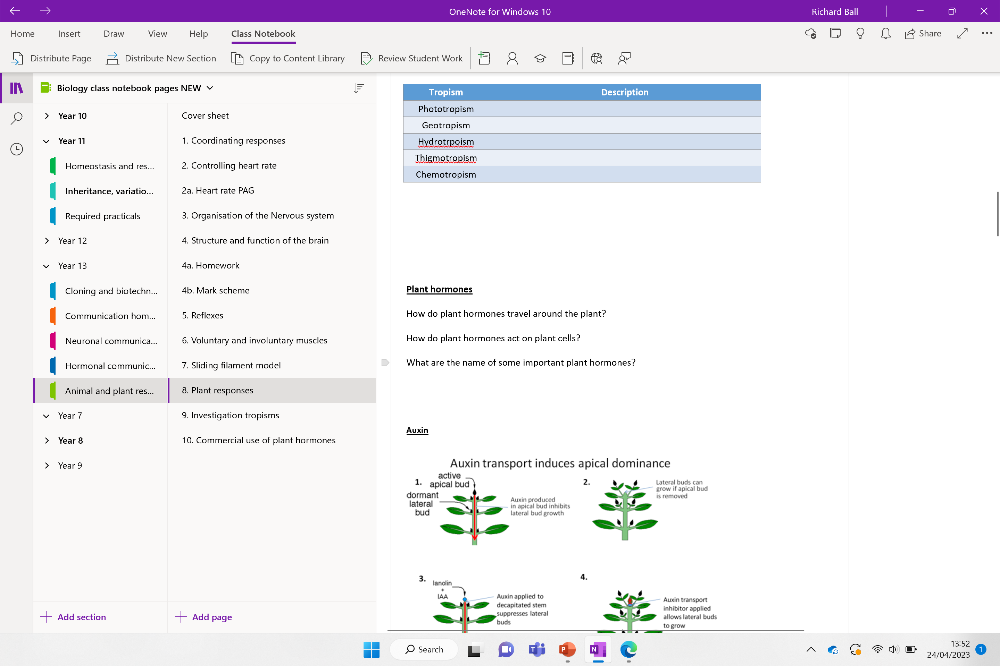 OneNote for Windows 10
Richard Ball
Home Insert Draw View Help Class Notebook
Share
Distribute Page Distribute New Section Copy to Content Library Review Student Work
Biology class notebook pages NEW
Year 10
Year 11
Homeostasis and res...
Inheritance, variatio...
Required practicals
Year 12
Year 13
Cloning and biotechn...
Communication hom...
Neuronal communica...
Hormonal communic...
Animal and plant res...
Year 7
Year 8
Year 9
Add section
Cover sheet
1. Coordinating responses
2. Controlling heart rate
2a. Heart rate PAG
3. Organisation of the Nervous system
4. Structure and function of the brain
4a. Homework
4b. Mark scheme
5. Reflexes
6. Voluntary and involuntary muscles
7. Sliding filament model
8. Plant responses
9. Investigation tropisms
10. Commercial use of plant hormones
Add page
Tropism Description
Phototropism
Geotropism
Hydrotrpoism
Thigmotropism
Chemotropism
Plant hormones
How do plant hormones travel around the plant?
How do plant hormones act on plant cells?
What are the name of some important plant hormones?
Auxin
Auxin transport induces apical dominance
1.
active
apical bud
dormant
lateral
bud
Auxin produced
in apical bud inhibits
lateral bud growth
2.
Lateral buds can
grow if apical bud
is removed
3.
lanolin
+
IAA
Auxin applied to
decapitated stem
suppresses lateral
buds
4.
Auxin transport
inhibitor applied
allows lateral buds
to grow
Search
T
P
N
13:52
24/04/2023
1